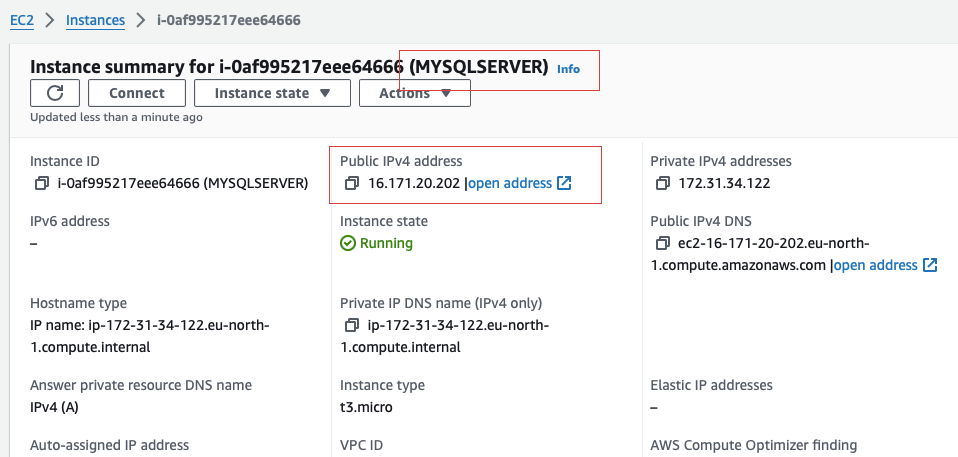 EC2 > Instances > i-0af995217eee64666
Instance summary for i-0af995217eee64666 (MYSQLSERVER) Info
Connect Instance state ▼ Actions ▼
Updated less than a minute ago
Instance ID
i-0af995217eee64666 (MYSQLSERVER)
Public IPv4 address
16.171.20.202 |open address
Private IPv4 addresses
172.31.34.122
IPv6 address
–
Instance state
Running
Public IPv4 DNS
ec2-16-171-20-202.eu-north-
1.compute.amazonaws.com |open address
Hostname type
IP name: ip-172-31-34-122.eu-north-
1.compute.internal
Private IP DNS name (IPv4 only)
ip-172-31-34-122.eu-north-
1.compute.internal
Answer private resource DNS name
IPv4 (A)
Instance type
t3.micro
Elastic IP addresses
–
Auto-assigned IP address
VPC ID
AWS Compute Optimizer finding